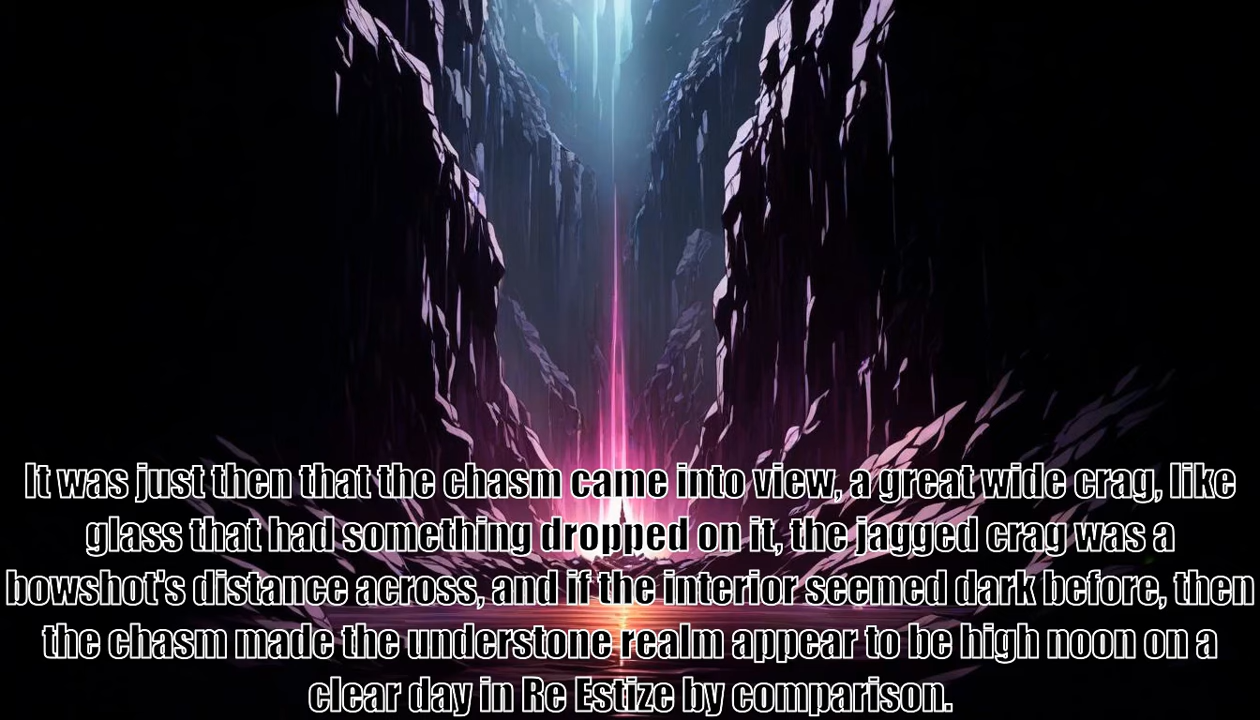 It was just then that the chasm came into view, a great wide crag, like
glass that had something dropped on it, the jagged crag was a
bowshot's distance across, and if the interior seemed dark before, then
the chasm made the understone realm appear to be high noon on a
clear day in Re Estize by comparison.